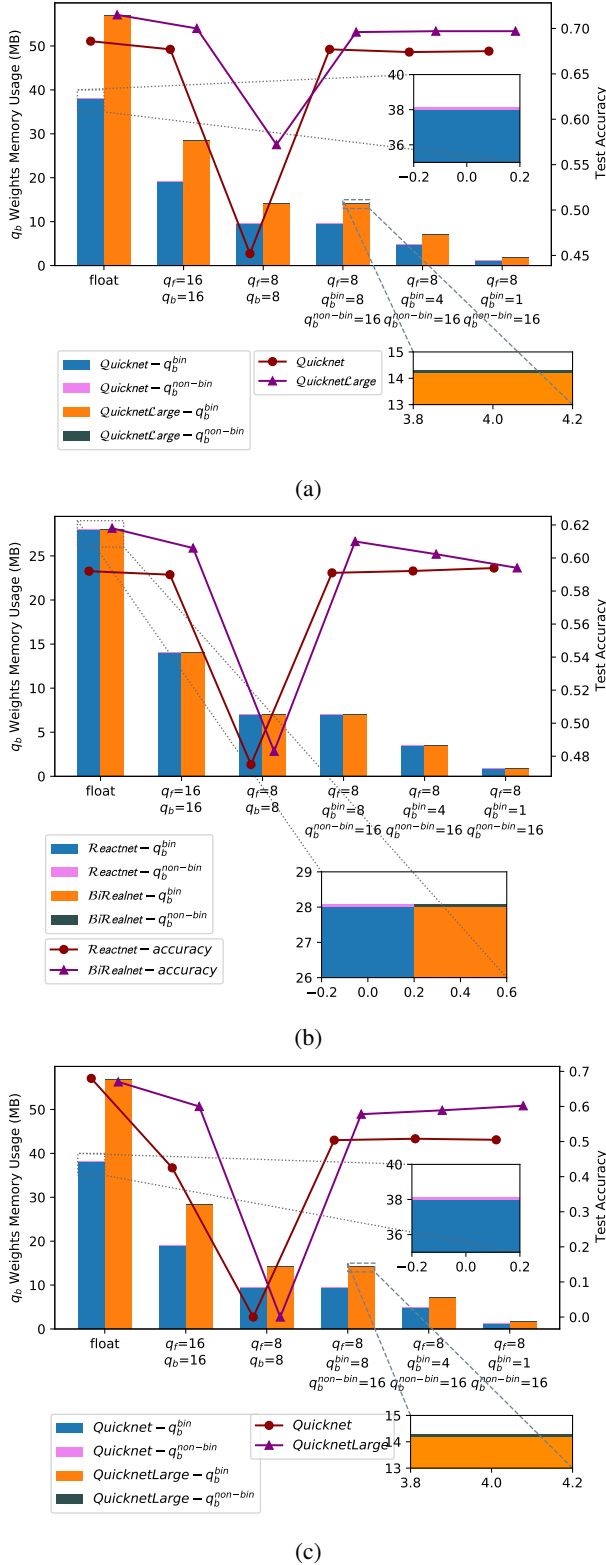 50
40
30
20
10
0
q_b Weights Memory Usage (MB)
0.70
0.65
0.60
0.55
0.50
0.45
Test Accuracy
40
38
36
−0.2 0.0 0.2
float q_f=16 q_f=8 q_f=8 q_f=8 q_f=8
q_b=16 q_b=8 q_b^{bin}=8 q_b^{bin}=4 q_b^{bin}=1
q_b^{non−bin}=16 q_b^{non−bin}=16 q_b^{non−bin}=16
Quicknet − q_b^{bin}
Quicknet − q_b^{non−bin}
QuicknetLarge − q_b^{bin}
QuicknetLarge − q_b^{non−bin}
Quicknet
QuicknetLarge
15
14
13
3.8 4.0 4.2
(a)
25
20
15
10
5
0
q_b Weights Memory Usage (MB)
0.62
0.60
0.58
0.56
0.54
0.52
0.50
0.48
Test Accuracy
float q_f=16 q_f=8 q_f=8 q_f=8 q_f=8
q_b=16 q_b=8 q_b^{bin}=8 q_b^{bin}=4 q_b^{bin}=1
q_b^{non−bin}=16 q_b^{non−bin}=16 q_b^{non−bin}=16
Reactnet − q_b^{bin}
Reactnet − q_b^{non−bin}
BiRealnet − q_b^{bin}
BiRealnet − q_b^{non−bin}
Reactnet − accuracy
BiRealnet − accuracy
29
28
27
26
−0.2 0.0 0.2 0.4 0.6
(b)
50
40
30
20
10
0
q_b Weights Memory Usage (MB)
0.7
0.6
0.5
0.4
0.3
0.2
0.1
0.0
Test Accuracy
40
38
36
−0.2 0.0 0.2
float q_f=16 q_f=8 q_f=8 q_f=8 q_f=8
q_b=16 q_b=8 q_b^{bin}=8 q_b^{bin}=4 q_b^{bin}=1
q_b^{non−bin}=16 q_b^{non−bin}=16 q_b^{non−bin}=16
Quicknet − q_b^{bin}
Quicknet − q_b^{non−bin}
QuicknetLarge − q_b^{bin}
QuicknetLarge − q_b^{non−bin}
Quicknet
QuicknetLarge
15
14
13
3.8 4.0 4.2
(c)